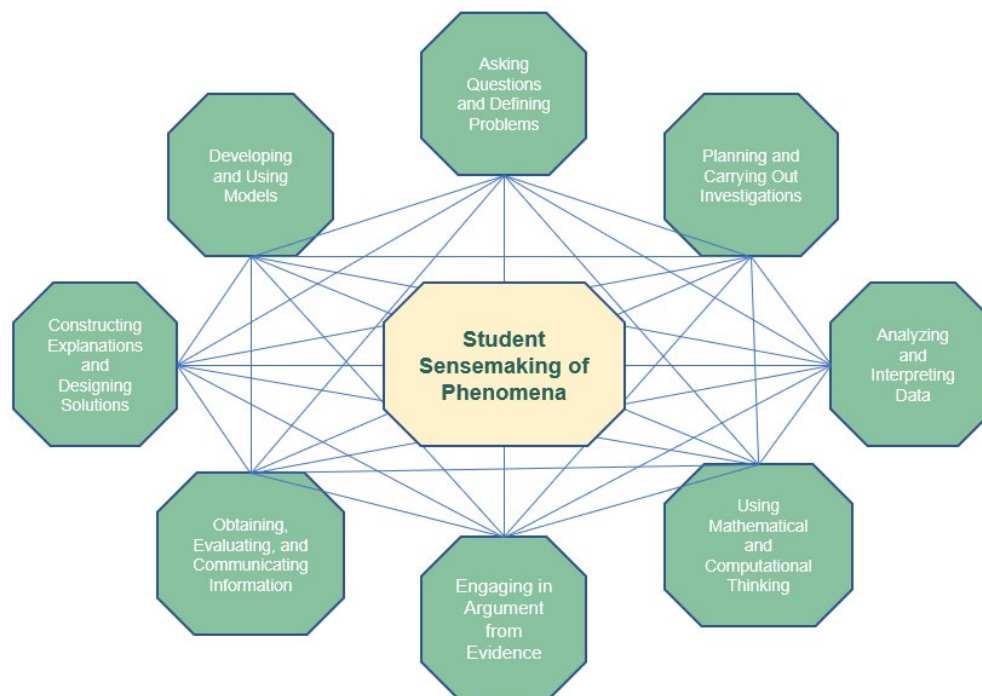 Asking
Questions
and Defining
Problems
Developing
and Using
Models
Planning and
Carrying Out
Investigations
Constructing
Explanations
and
Designing
Solutions
Student
Sensemaking of
Phenomena
Analyzing
and
Interpreting
Data
Obtaining,
Evaluating, and
Communicating
Information
Engaging in
Argument
from
Evidence
Using
Mathematical
and
Computational
Thinking